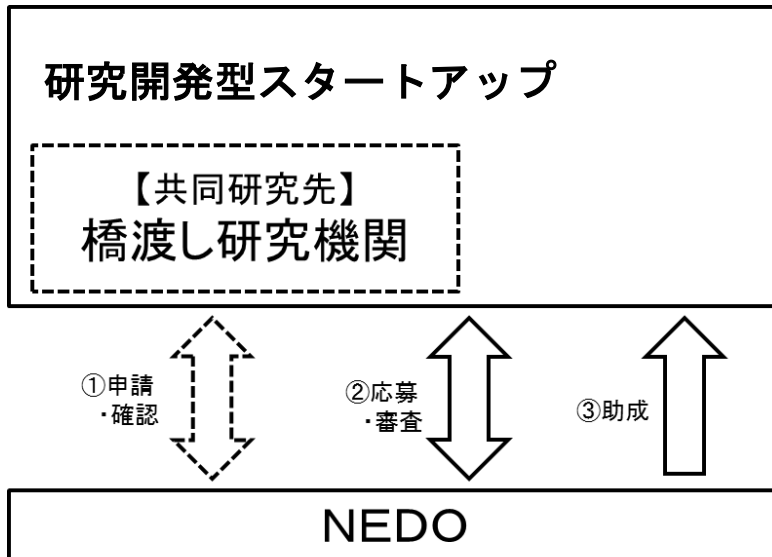 研究開発型スタートアップ
【共同研究先】
橋渡し研究機関
①申請
・確認
②応募
・審査
③助成
NEDO